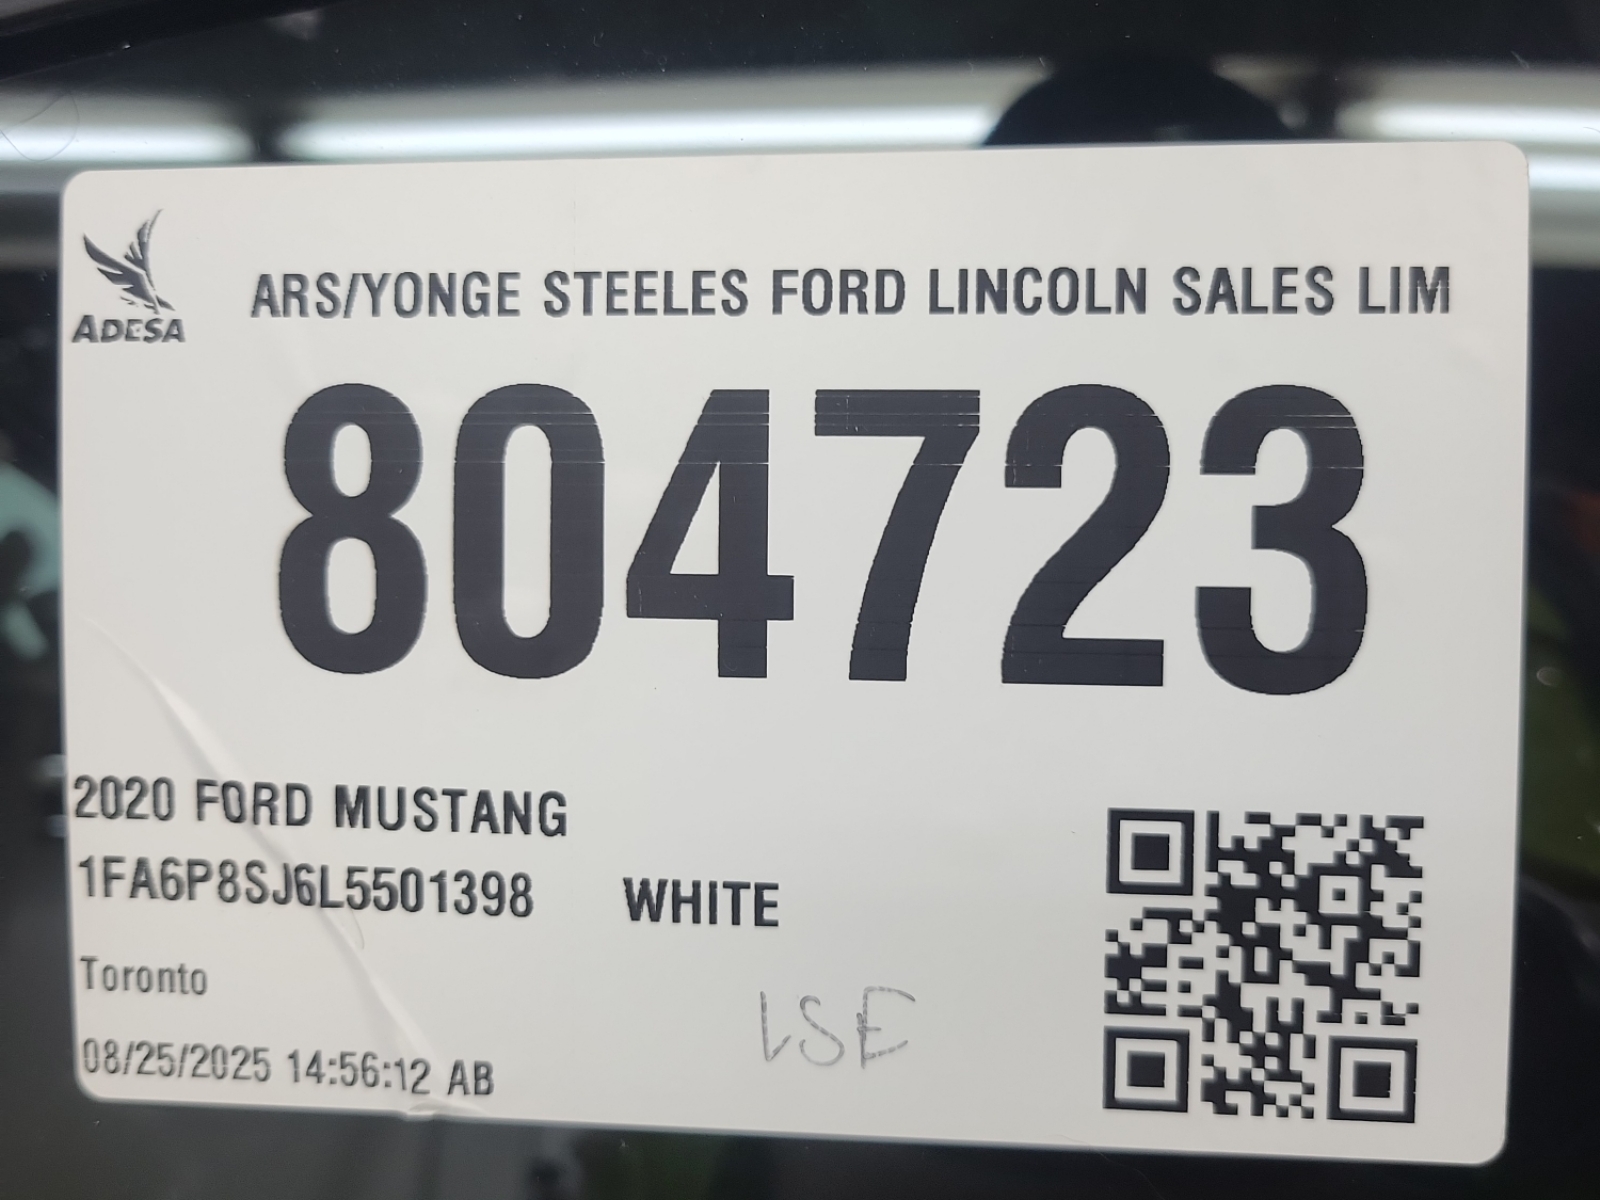 ADESA
ARS/YONGE STEELES FORD LINCOLN SALES LIM
804723
2020 FORD MUSTANG
1FA6P8SJ6L5501398 WHITE
Toronto
LSE
08/25/2025 14:56:12 AB